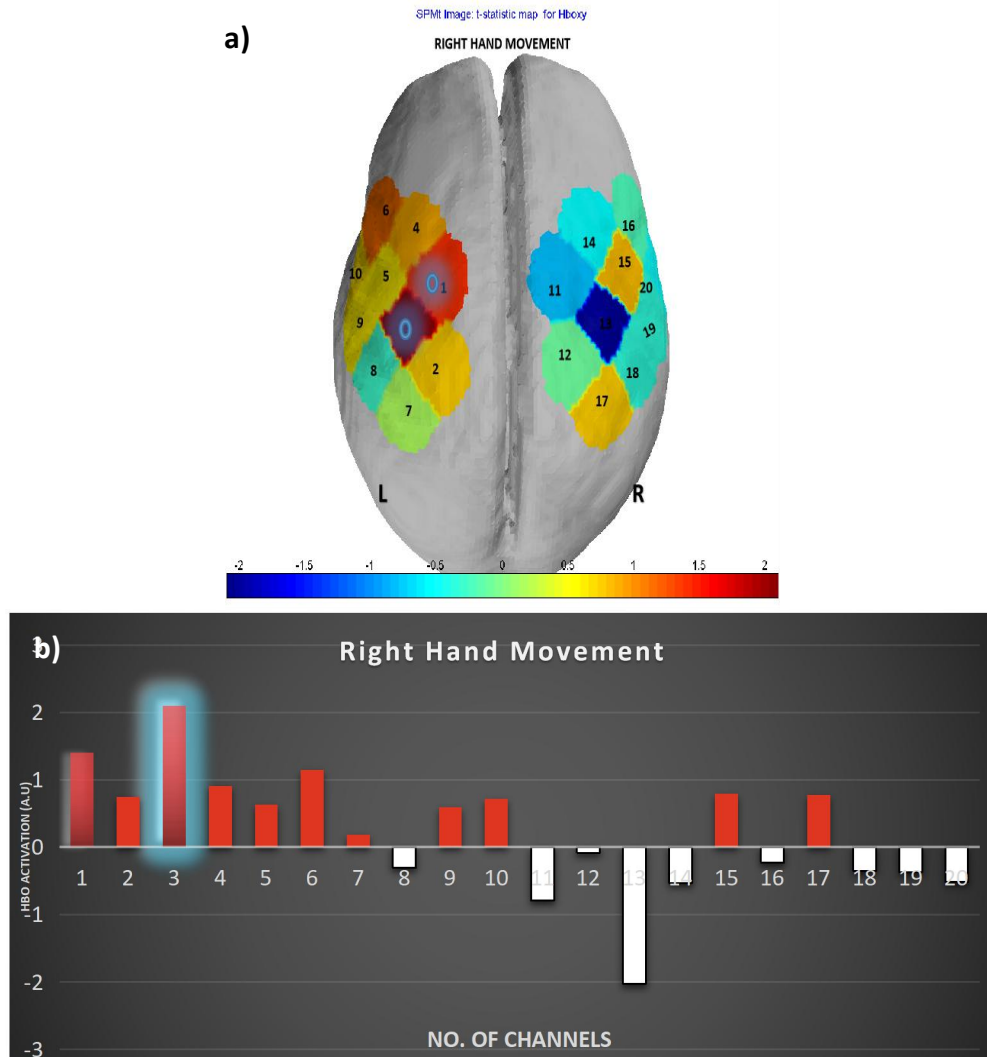 SPMt Image: t-statistic map for Hboxy
a)
RIGHT HAND MOVEMENT
6
4
16
14
15
10
5
1
11
20
9
13
19
12
2
8
18
7
17
L
R
-2 -1.5 -1 -0.5 0 0.5 1 1.5 2
b)
Right Hand Movement
3
2
1
0
-1
-2
-3
HBO ACTIVATION (A.U)
1 2 3 4 5 6 7 8 9 10 11 12 13 14 15 16 17 18 19 20
NO. OF CHANNELS